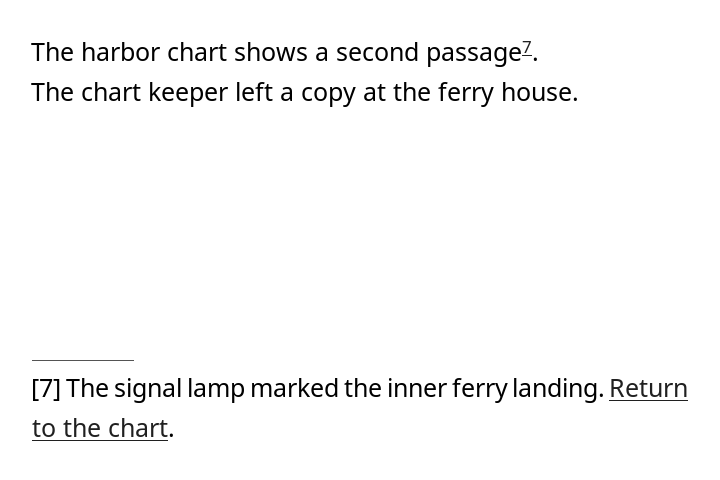 The harbor chart shows a second passage7.
The chart keeper left a copy at the ferry house.
[7] The signal lamp marked the inner ferry landing. Return
to the chart.